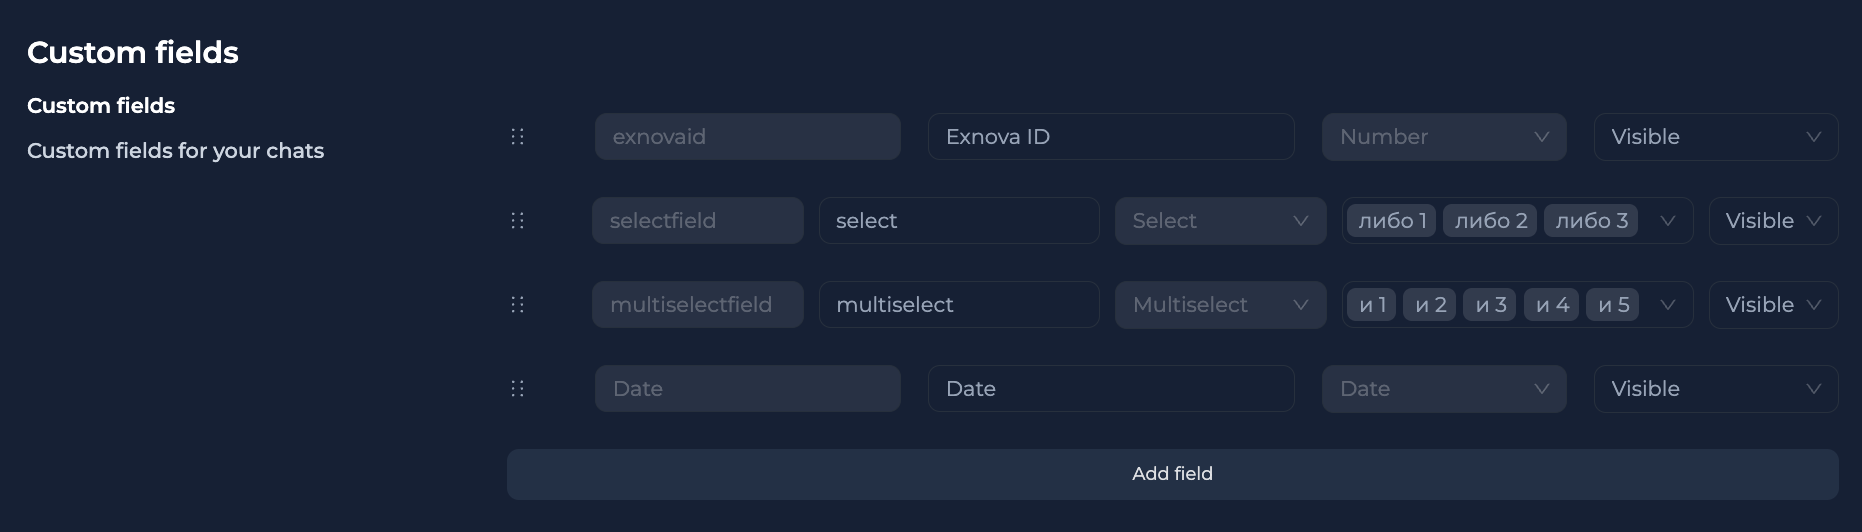 Custom fields
Custom fields
Custom fields for your chats
exnovaid Exnova ID Number Visible
selectfield select Select либо 1 либо 2 либо 3 Visible
multiselectfield multiselect Multiselect и 1 и 2 и 3 и 4 и 5 Visible
Date Date Date Visible
Add field